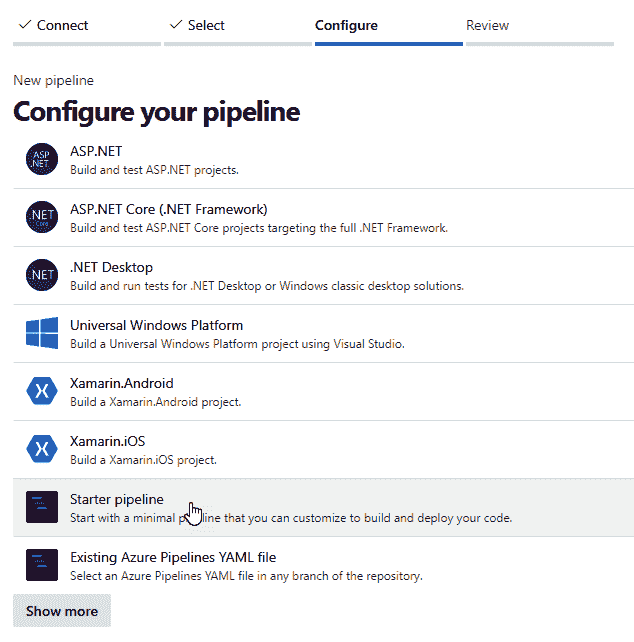 Connect
Select
Configure
Review
New pipeline
Configure your pipeline
ASP
.NET
ASP.NET
Build and test ASP.NET projects.
.NET
Core
ASP.NET Core (.NET Framework)
Build and test ASP.NET Core projects targeting the full .NET Framework.
.NET
.NET Desktop
Build and run tests for .NET Desktop or Windows classic desktop solutions.
Universal Windows Platform
Build a Universal Windows Platform project using Visual Studio.
Xamarin.Android
Build a Xamarin.Android project.
Xamarin.iOS
Build a Xamarin.iOS project.
Starter pipeline
Start with a minimal pipeline that you can customize to build and deploy your code.
Existing Azure Pipelines YAML file
Select an Azure Pipelines YAML file in any branch of the repository.
Show more